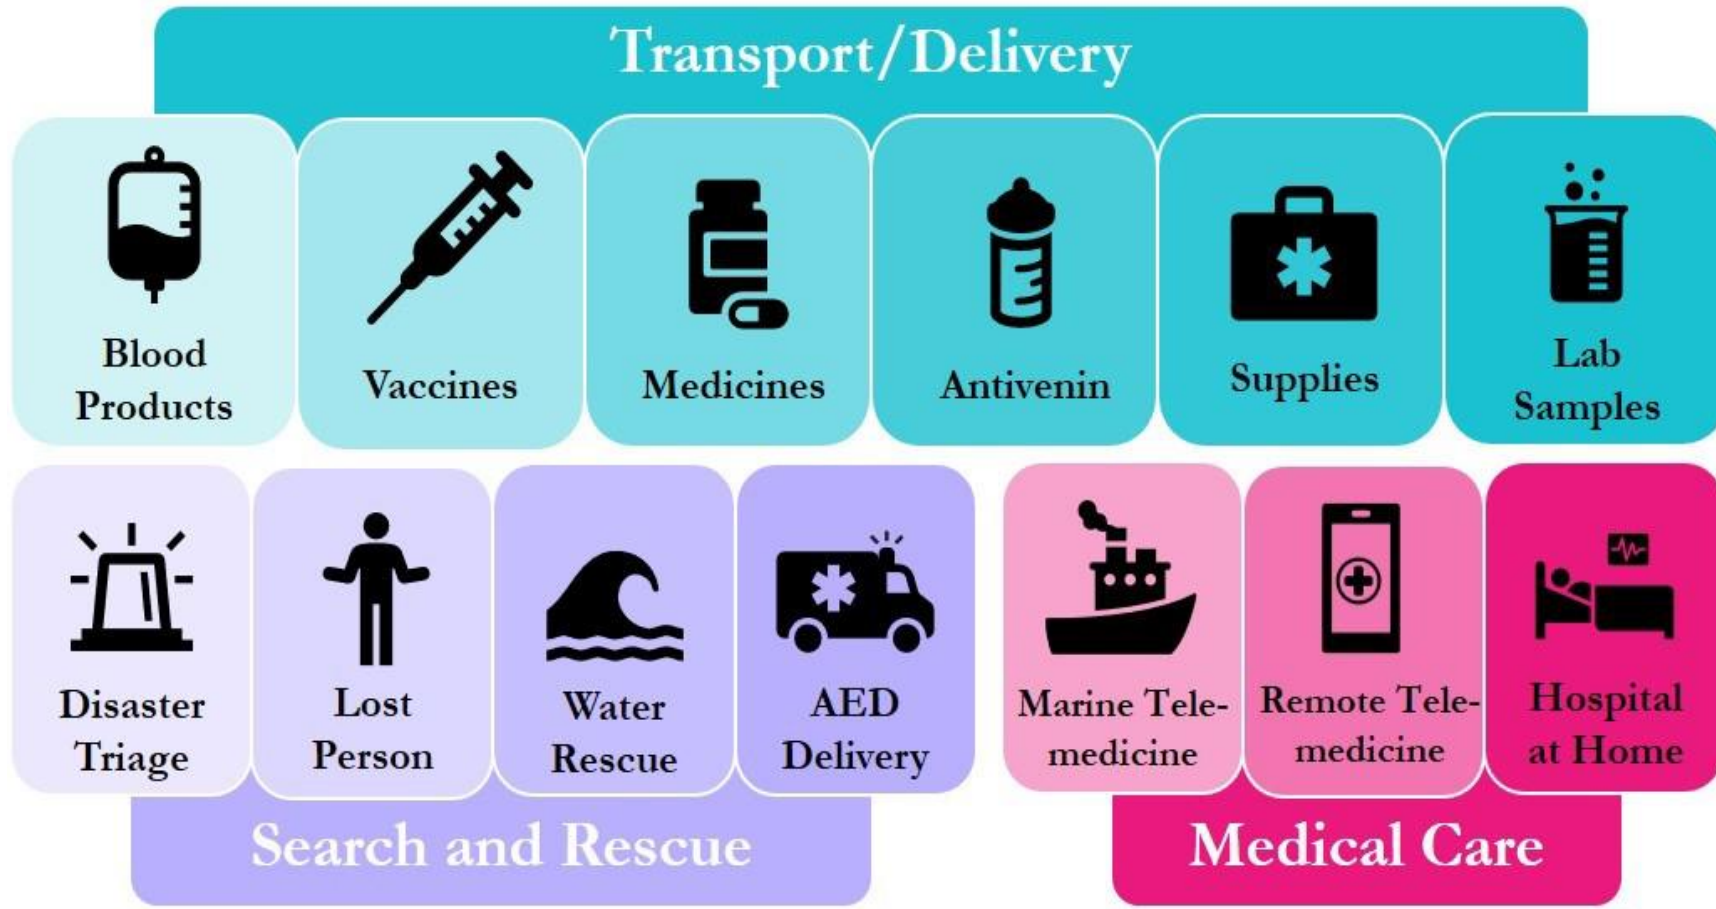 Transport/Delivery
Blood
Products
Vaccines
Medicines
Antivenin
Supplies
Lab
Samples
Disaster
Triage
Lost
Person
Water
Rescue
AED
Delivery
Marine Tele-
medicine
Remote Tele-
medicine
Hospital
at Home
Search and Rescue
Medical Care